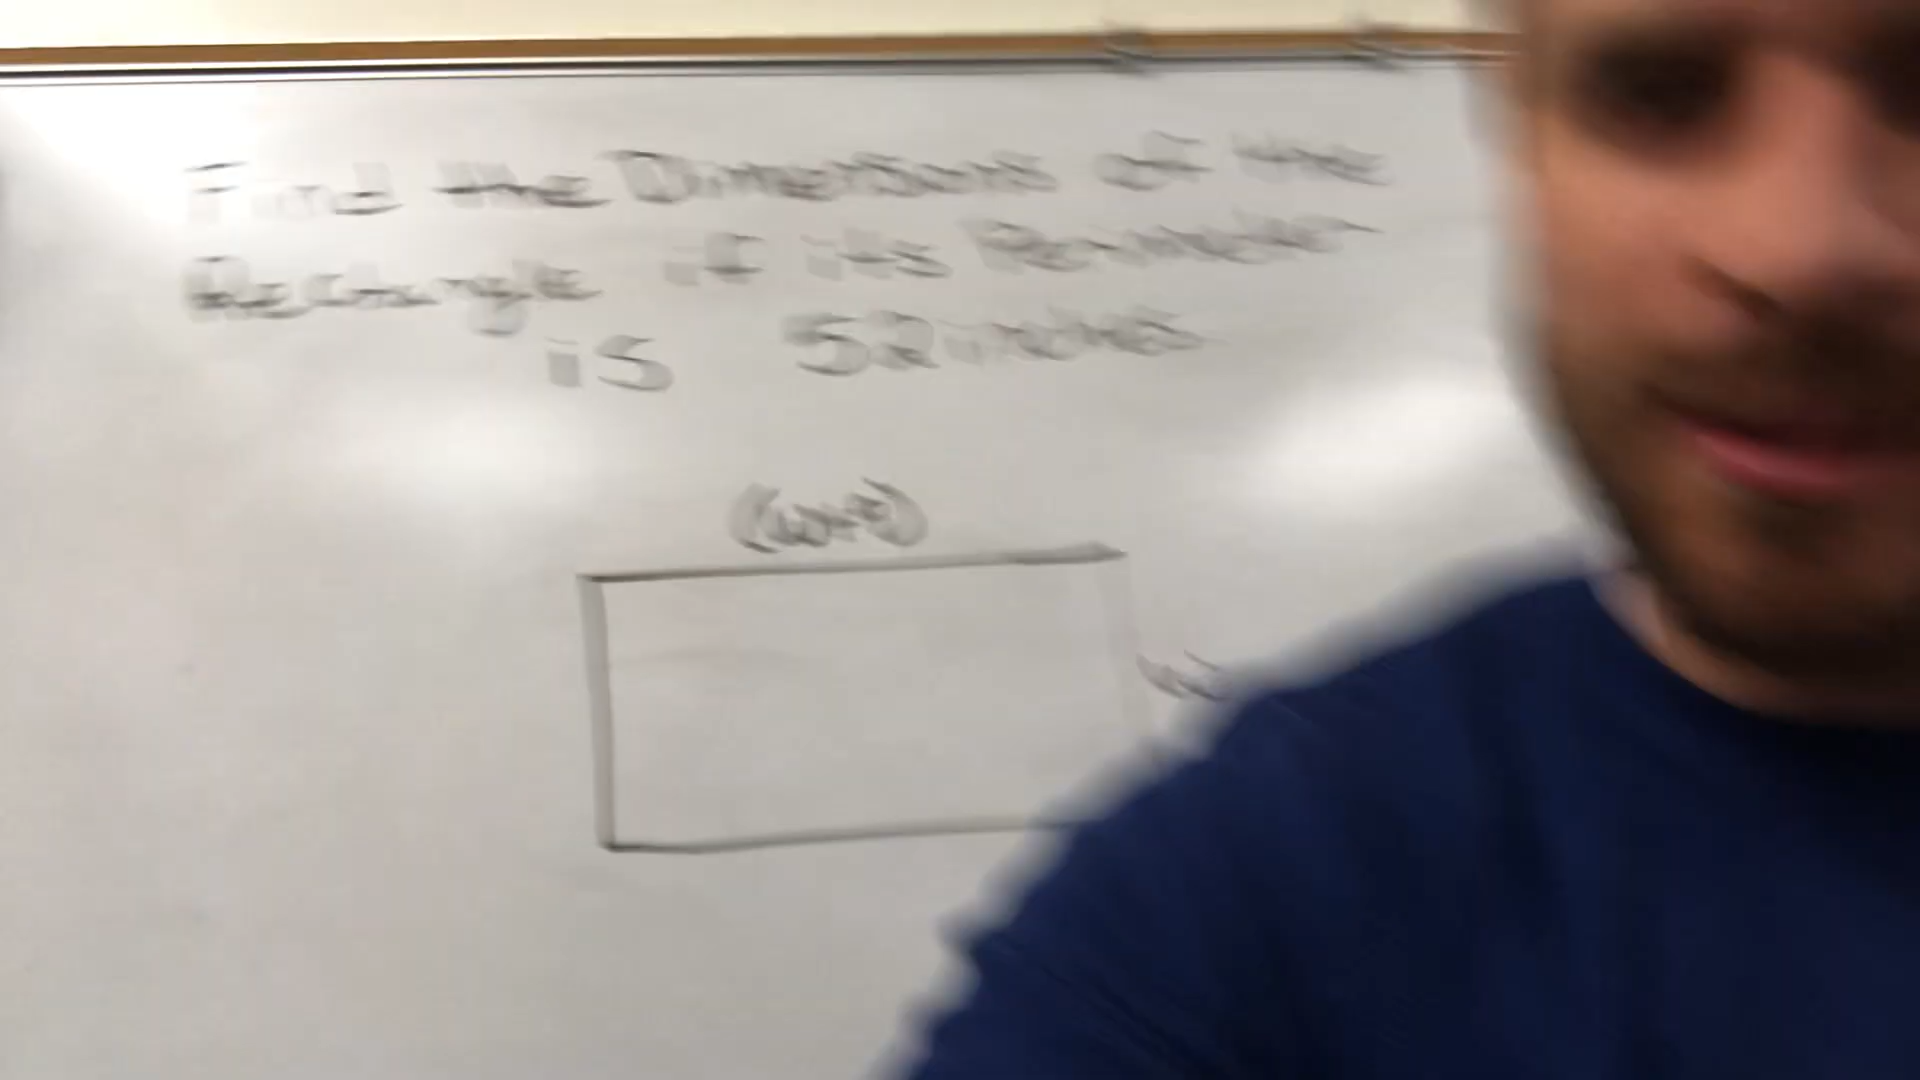 Find the Dimensions of the
Rectangle if its Perimeter
is 52 inches